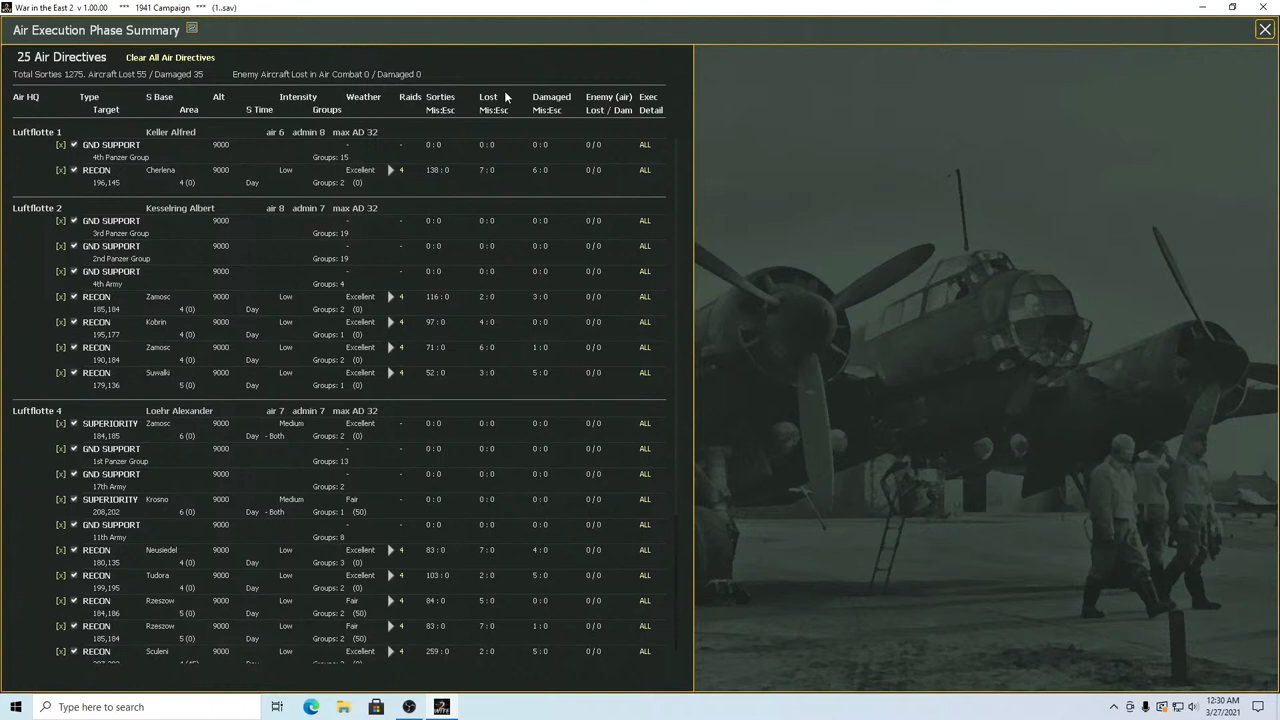 War in the East 2 v 1.00.00 *** 1941 Campaign *** (1..sav)
Air Execution Phase Summary
25 Air Directives Clear All Air Directives
Total Sorties 1275. Aircraft Lost 55 / Damaged 35 Enemy Aircraft Lost in Air Combat 0 / Damaged 0
Air HQ Type S Base Alt Intensity Weather Raids Sorties Lost Damaged Enemy (air) Exec
Target Area S Time Groups Mis:Esc Mis:Esc Mis:Esc Lost / Dam Detail
Luftflotte 1 Keller Alfred air 6 admin 8 max AD 32
[x] GND SUPPORT 9000 - - 0 : 0 0 : 0 0 : 0 0 / 0 ALL
4th Panzer Group Groups: 15
[x] RECON Cherlena 9000 Low Excellent 4 138 : 0 7 : 0 6 : 0 0 / 0 ALL
196,145 4 (0) Day Groups: 2 (0)
Luftflotte 2 Kesselring Albert air 8 admin 7 max AD 32
[x] GND SUPPORT 9000 - - 0 : 0 0 : 0 0 : 0 0 / 0 ALL
3rd Panzer Group Groups: 19
[x] GND SUPPORT 9000 - - 0 : 0 0 : 0 0 : 0 0 / 0 ALL
2nd Panzer Group Groups: 19
[x] GND SUPPORT 9000 - - 0 : 0 0 : 0 0 : 0 0 / 0 ALL
4th Army Groups: 4
[x] RECON Zamosc 9000 Low Excellent 4 116 : 0 2 : 0 3 : 0 0 / 0 ALL
185,184 4 (0) Day Groups: 2 (0)
[x] RECON Kobrin 9000 Low Excellent 4 97 : 0 4 : 0 0 : 0 0 / 0 ALL
195,177 4 (0) Day Groups: 1 (0)
[x] RECON Zamosc 9000 Low Excellent 4 71 : 0 6 : 0 1 : 0 0 / 0 ALL
190,184 4 (0) Day Groups: 2 (0)
[x] RECON Suwalki 9000 Low Excellent 4 52 : 0 3 : 0 5 : 0 0 / 0 ALL
179,136 5 (0) Day Groups: 1 (0)
Luftflotte 4 Loehr Alexander air 7 admin 7 max AD 32
[x] SUPERIORITY Zamosc 9000 Medium Excellent - 0 : 0 0 : 0 0 : 0 0 / 0 ALL
184,185 6 (0) Day - Both Groups: 2 (0)
[x] GND SUPPORT 9000 - - 0 : 0 0 : 0 0 : 0 0 / 0 ALL
1st Panzer Group Groups: 13
[x] GND SUPPORT 9000 - - 0 : 0 0 : 0 0 : 0 0 / 0 ALL
17th Army Groups: 2
[x] SUPERIORITY Krosno 9000 Medium Fair - 0 : 0 0 : 0 0 : 0 0 / 0 ALL
208,202 6 (0) Day - Both Groups: 1 (50)
[x] GND SUPPORT 9000 - - 0 : 0 0 : 0 0 : 0 0 / 0 ALL
11th Army Groups: 8
[x] RECON Neusiedel 9000 Low Excellent 4 83 : 0 7 : 0 4 : 0 0 / 0 ALL
180,135 4 (0) Day Groups: 3 (0)
[x] RECON Tudora 9000 Low Excellent 4 103 : 0 2 : 0 5 : 0 0 / 0 ALL
199,195 4 (0) Day Groups: 2 (0)
[x] RECON Rzeszow 9000 Low Fair 4 84 : 0 5 : 0 0 : 0 0 / 0 ALL
184,186 5 (0) Day Groups: 2 (50)
[x] RECON Rzeszow 9000 Low Fair 4 83 : 0 7 : 0 1 : 0 0 / 0 ALL
185,184 5 (0) Day Groups: 2 (50)
[x] RECON Sculeni 9000 Low Excellent 4 259 : 0 2 : 0 5 : 0 0 / 0 ALL
Type here to search
12:30 AM
3/27/2021